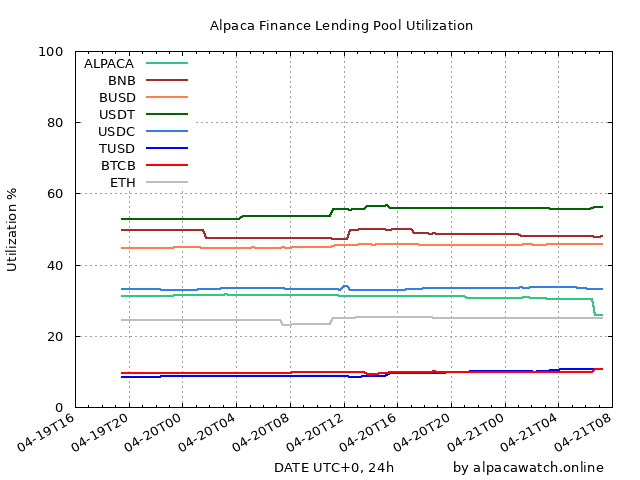 Alpaca Finance Lending Pool Utilization
100
80
60
40
20
0
Utilization %
ALPACA
BNB
BUSD
USDT
USDC
TUSD
BTCB
ETH
04-19T16
04-19T20
04-20T00
04-20T04
04-20T08
04-20T12
04-20T16
04-20T20
04-21T00
04-21T04
04-21T08
DATE UTC+0, 24h
by alpacawatch.online